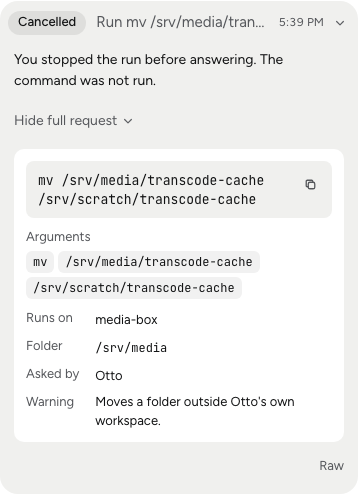 Cancelled Run mv /srv/media/tran... 5:39 PM
You stopped the run before answering. The
command was not run.
Hide full request
mv /srv/media/transcode-cache
/srv/scratch/transcode-cache
Arguments
mv /srv/media/transcode-cache
/srv/scratch/transcode-cache
Runs on media-box
Folder /srv/media
Asked by Otto
Warning Moves a folder outside Otto's own
workspace.
Raw